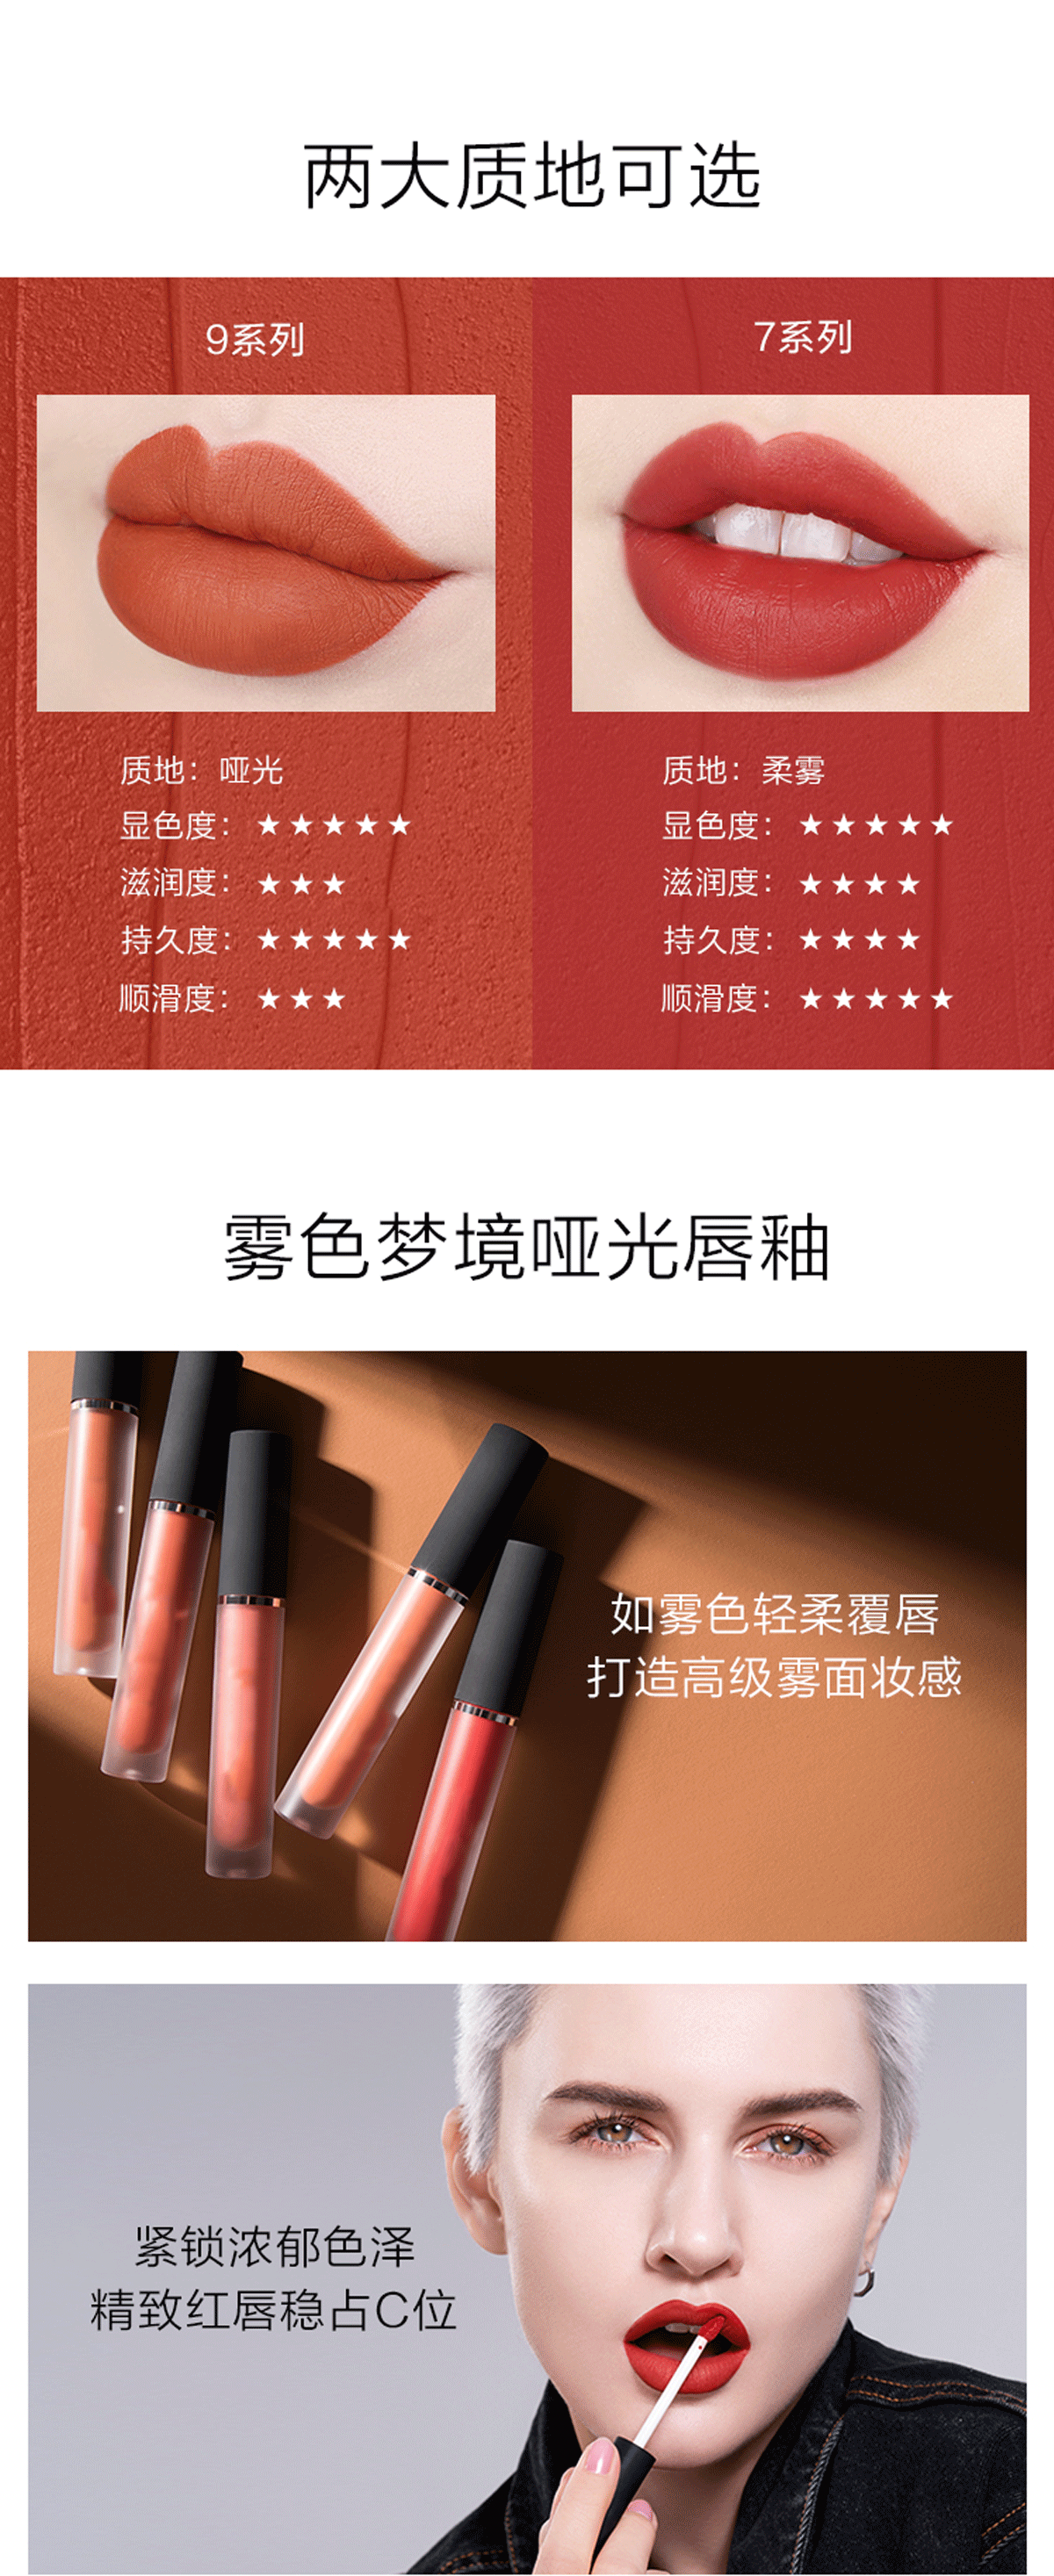 两大质地可选
9系列
质地：哑光
显色度：★★★★★
滋润度：★★★
持久度：★★★★★
顺滑度：★★★
7系列
质地：柔雾
显色度：★★★★★
滋润度：★★★★
持久度：★★★★
顺滑度：★★★★★
雾色梦境哑光唇釉
如雾色轻柔覆唇
打造高级雾面妆感
紧锁浓郁色泽
精致红唇稳占C位